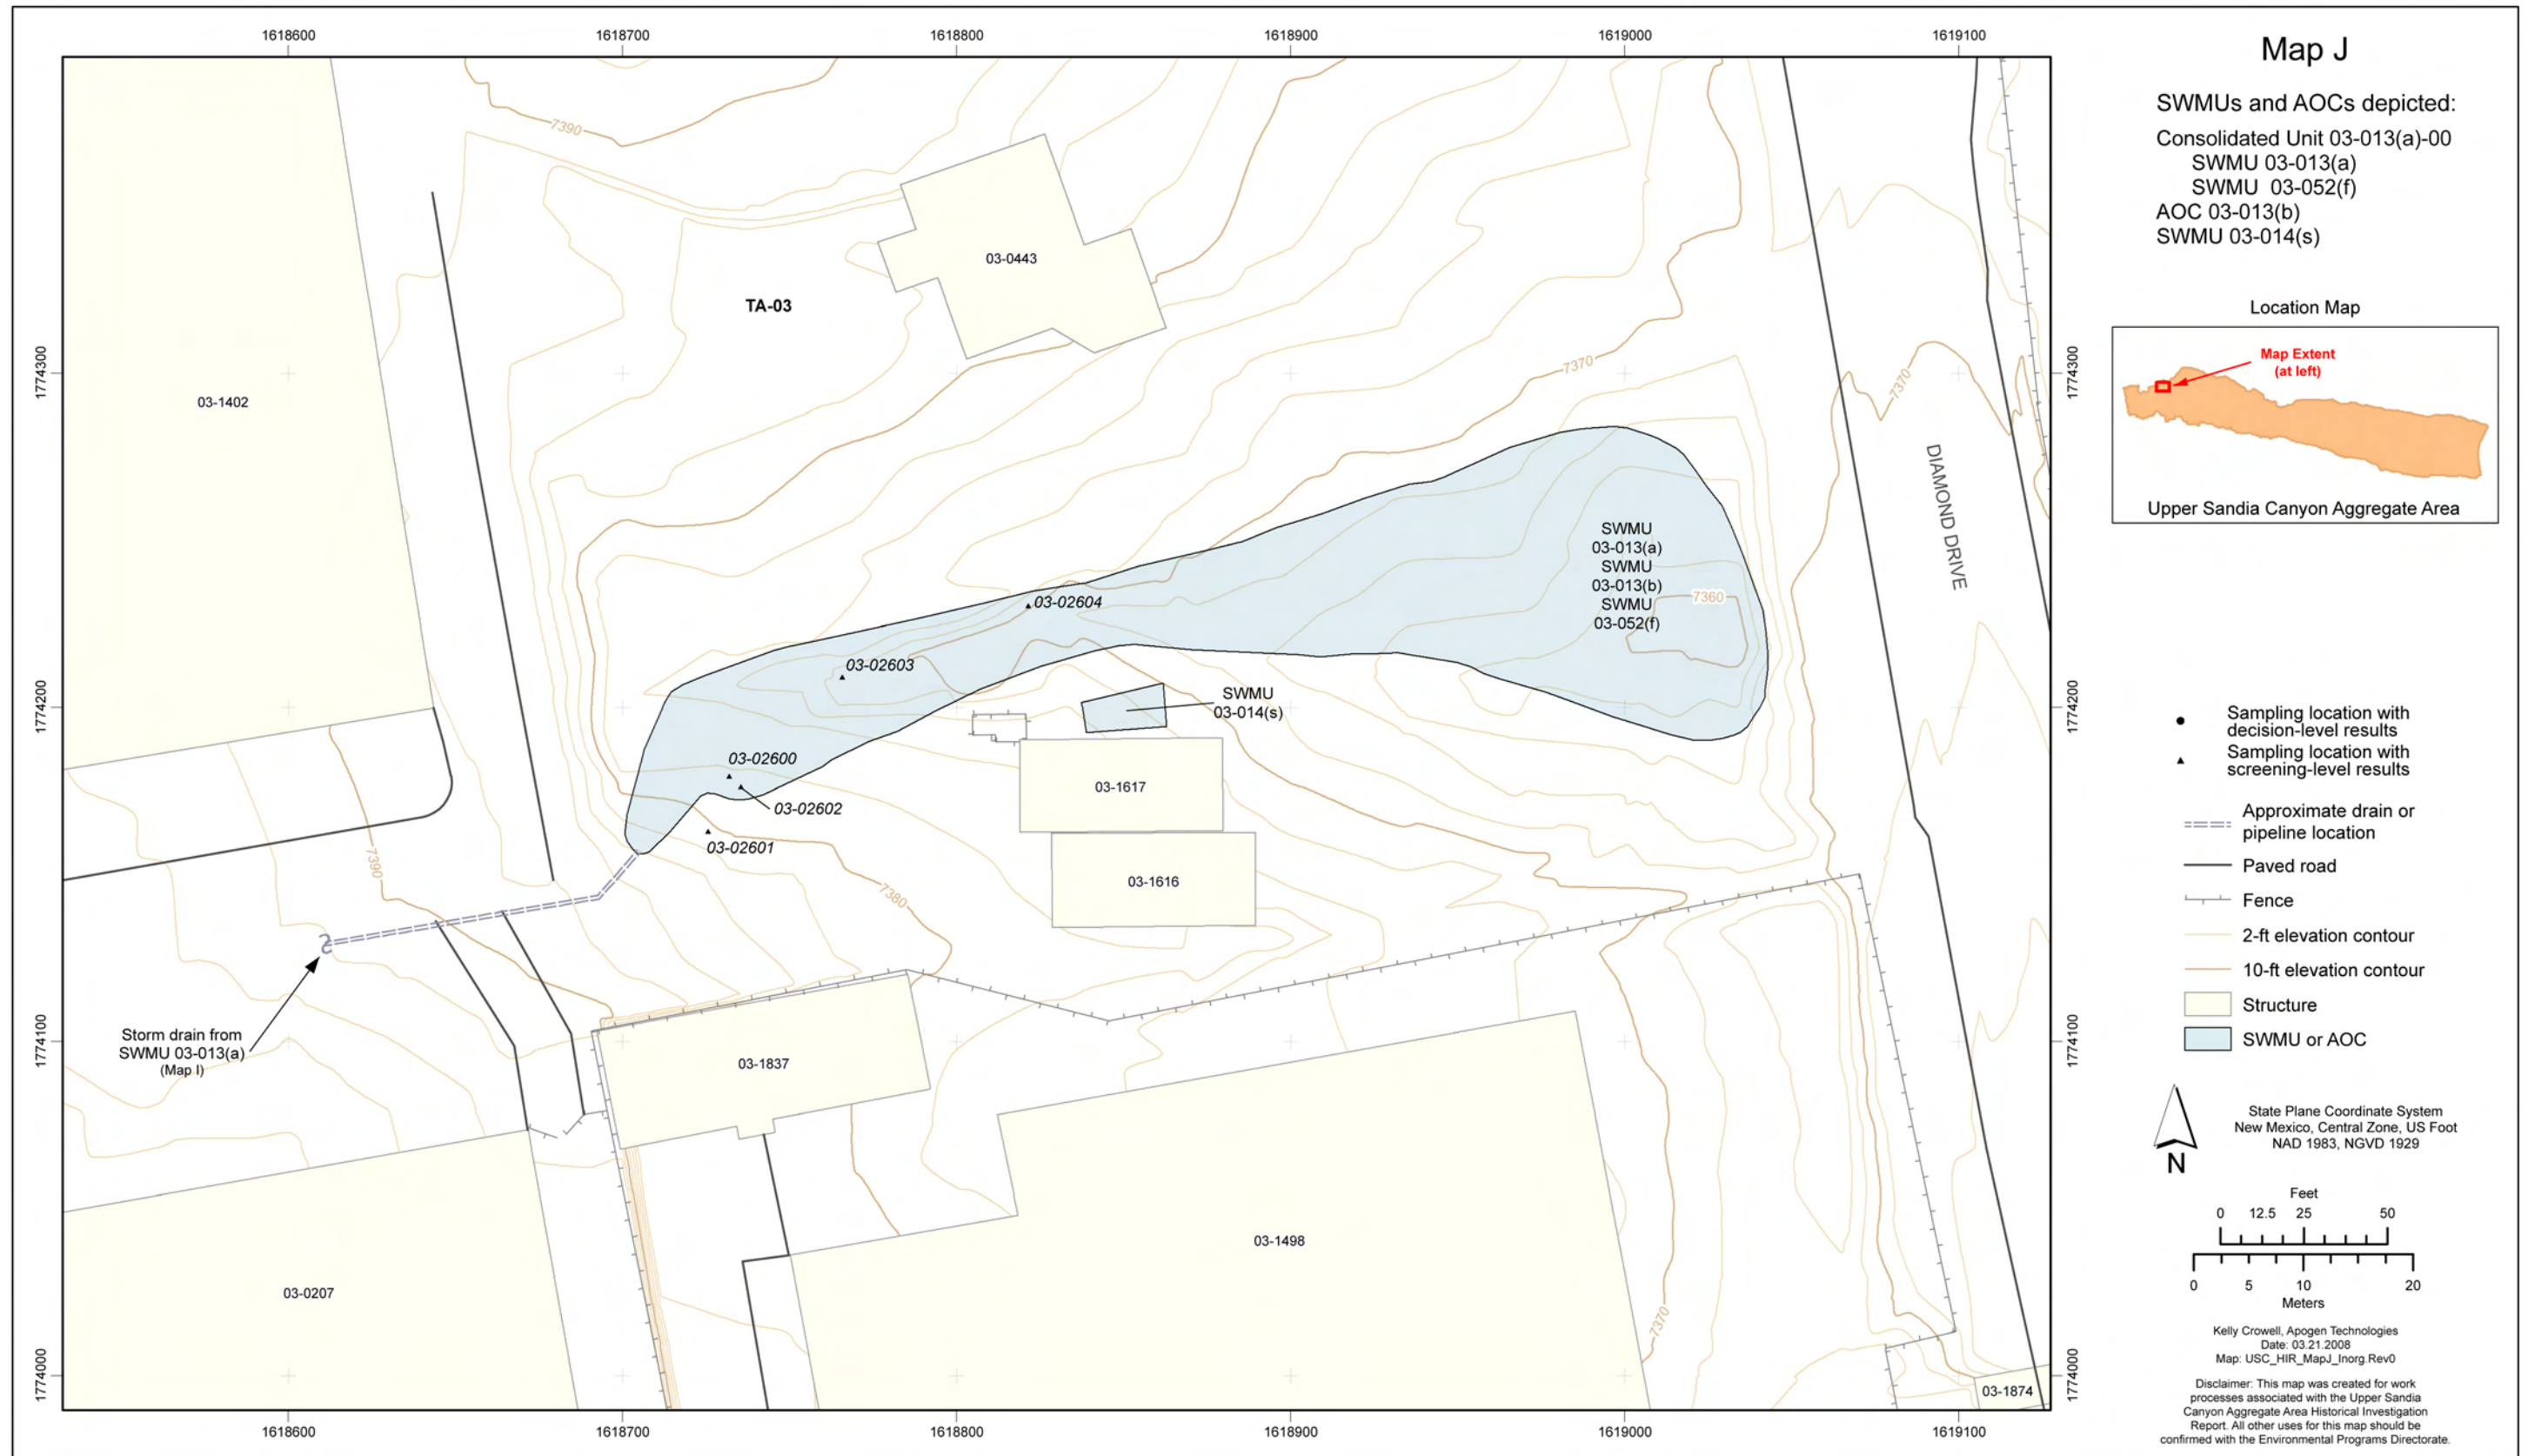 1618600
1618700
1618800
1618900
1619000
1619100
1774300
1774200
1774100
1774000
7390
03-0443
TA-03
03-1402
7370
7370
DIAMOND DRIVE
SWMU
03-013(a)
SWMU
03-013(b)
SWMU
03-052(f)
7360
03-02604
03-02603
SWMU
03-014(s)
03-02600
03-02602
03-02601
03-1617
03-1616
7390
7380
Storm drain from
SWMU 03-013(a)
(Map I)
03-1837
03-1498
03-0207
7370
03-1874
1774300
1774200
1774100
1774000
1618600
1618700
1618800
1618900
1619000
1619100
Map J
SWMUs and AOCs depicted:
Consolidated Unit 03-013(a)-00
SWMU 03-013(a)
SWMU 03-052(f)
AOC 03-013(b)
SWMU 03-014(s)
Location Map
Map Extent
(at left)
Upper Sandia Canyon Aggregate Area
Sampling location with
decision-level results
Sampling location with
screening-level results
Approximate drain or
pipeline location
Paved road
Fence
2-ft elevation contour
10-ft elevation contour
Structure
SWMU or AOC
N
State Plane Coordinate System
New Mexico, Central Zone, US Foot
NAD 1983, NGVD 1929
Feet
0 12.5 25 50
0 5 10 20
Meters
Kelly Crowell, Apogen Technologies
Date: 03.21.2008
Map: USC_HIR_MapJ_Inorg.Rev0
Disclaimer: This map was created for work
processes associated with the Upper Sandia
Canyon Aggregate Area Historical Investigation
Report. All other uses for this map should be
confirmed with the Environmental Programs Directorate.